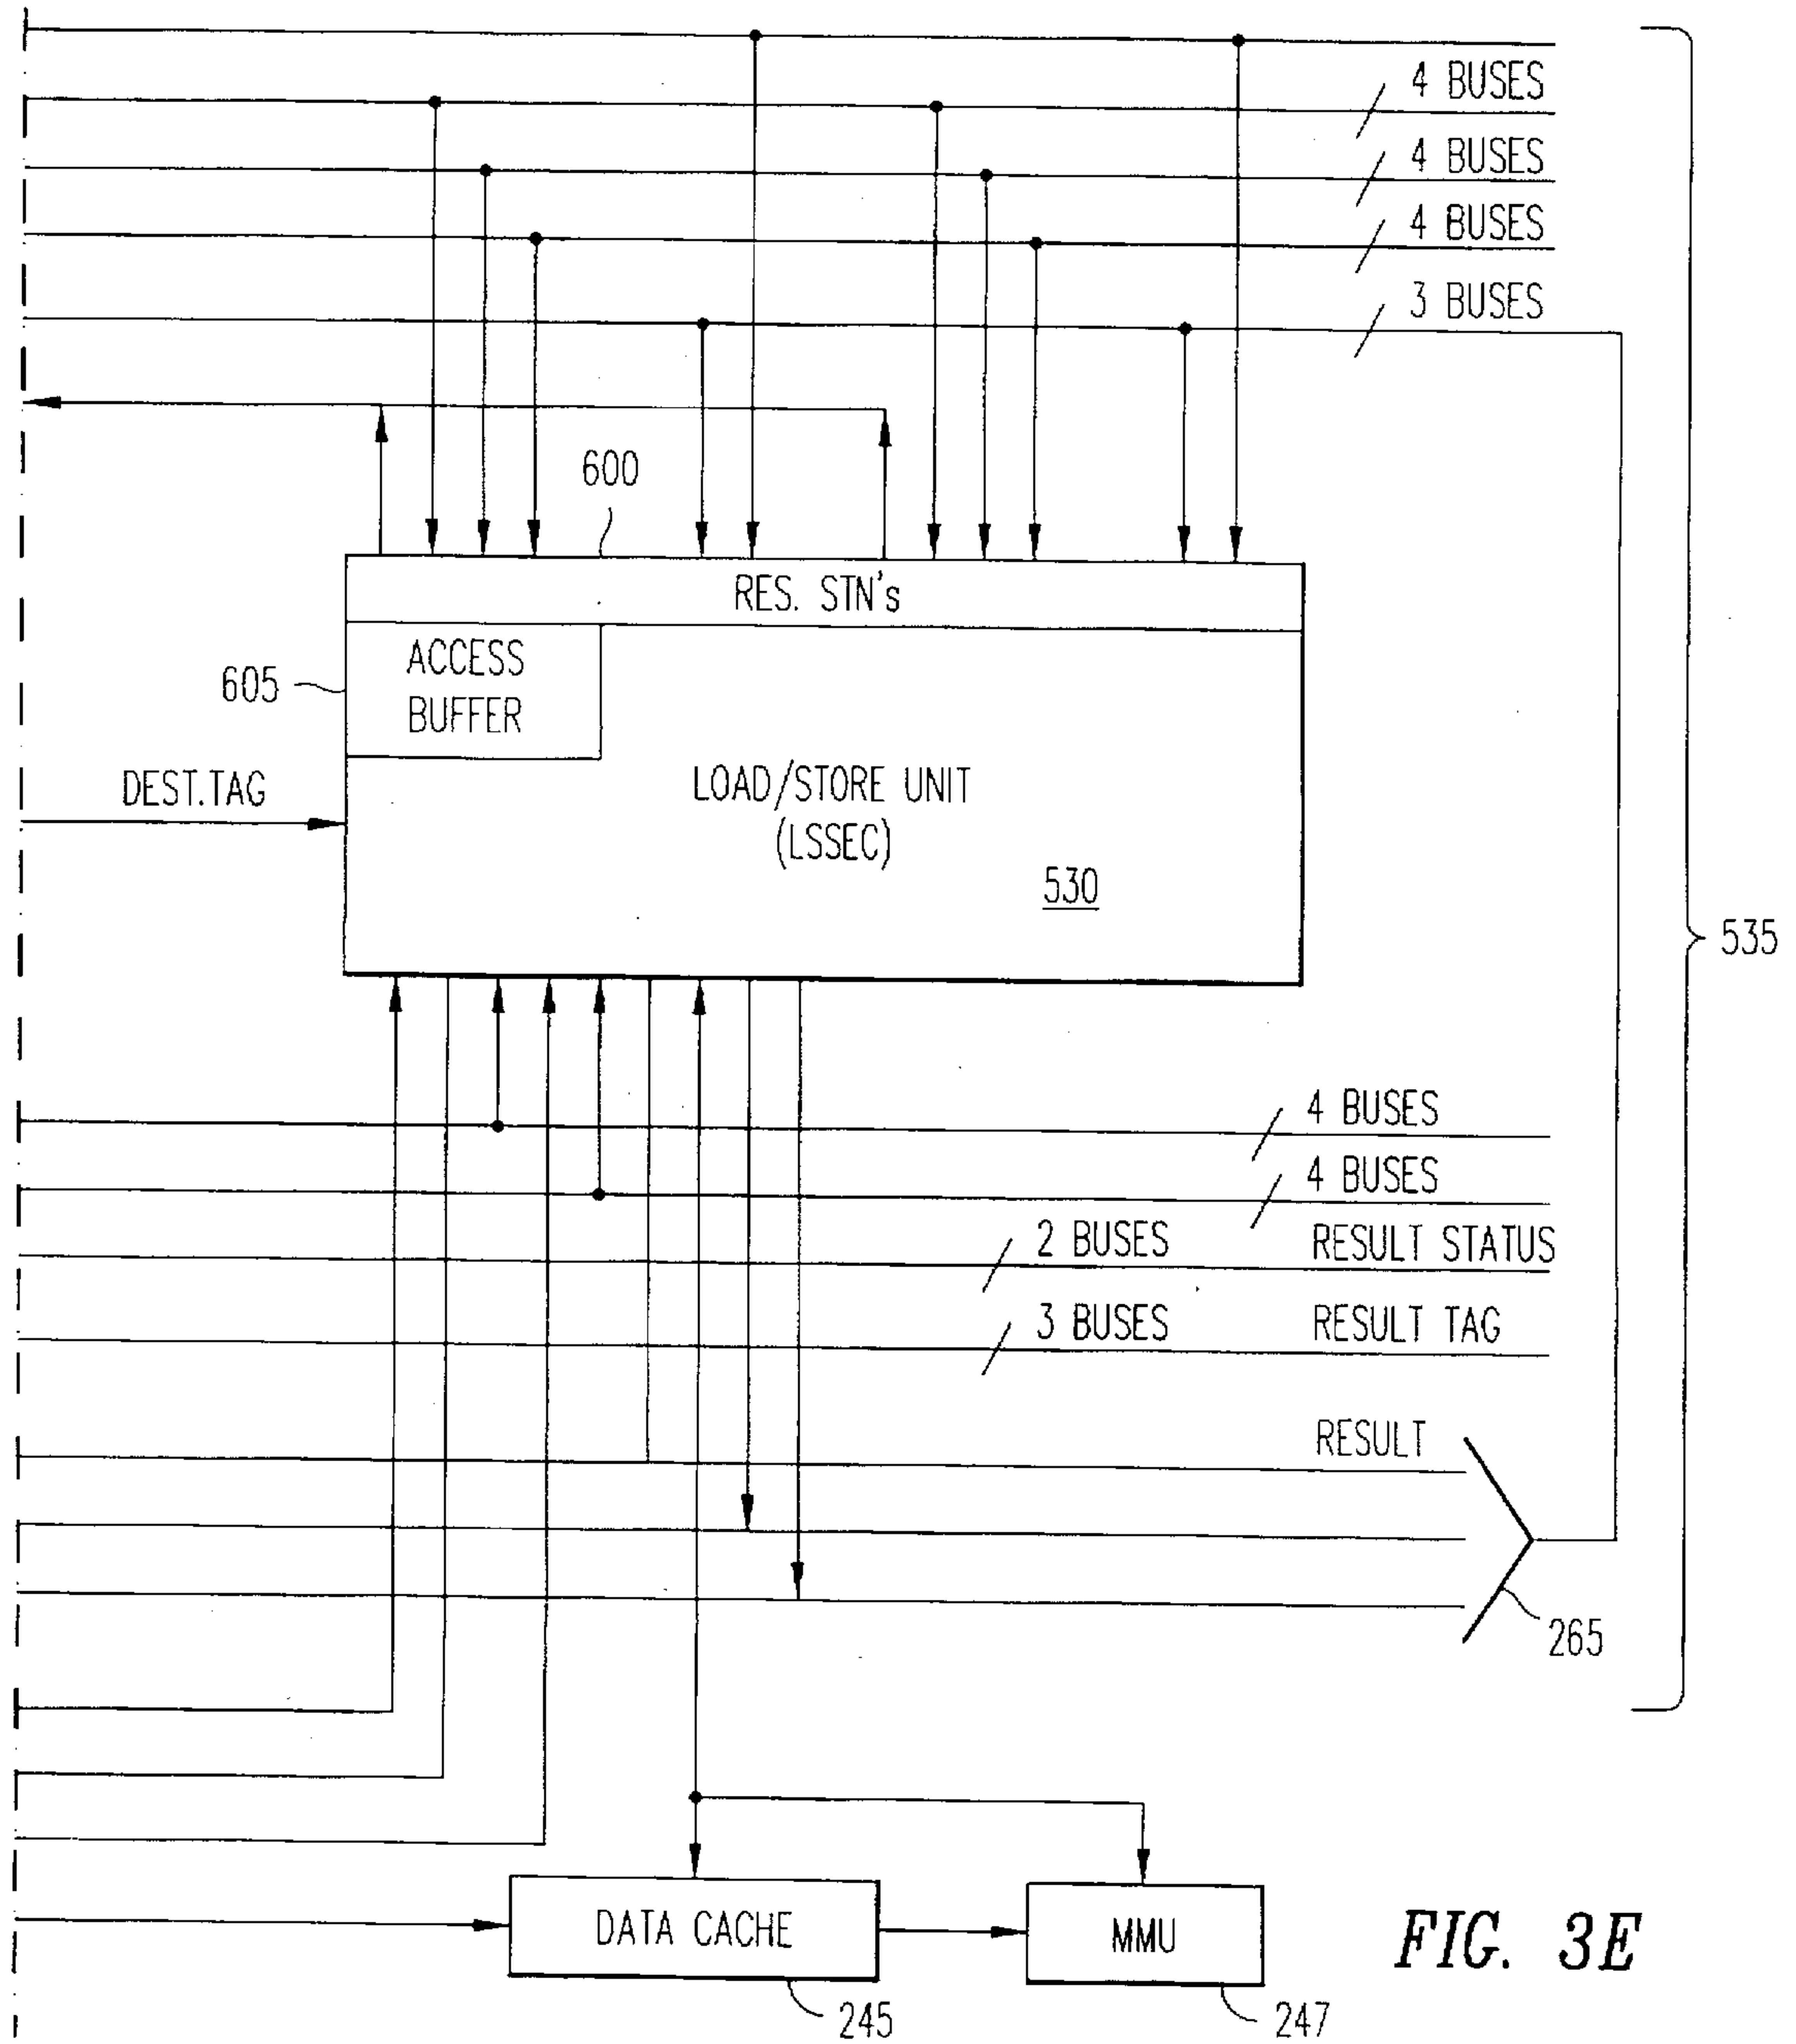 4 BUSES
4 BUSES
4 BUSES
3 BUSES
600
RES. STN's
ACCESS
BUFFER
605
DEST.TAG
LOAD/STORE UNIT
(LSSEC)
530
535
4 BUSES
4 BUSES
2 BUSES RESULT STATUS
3 BUSES RESULT TAG
RESULT
265
DATA CACHE
MMU
245
247
FIG. 3E